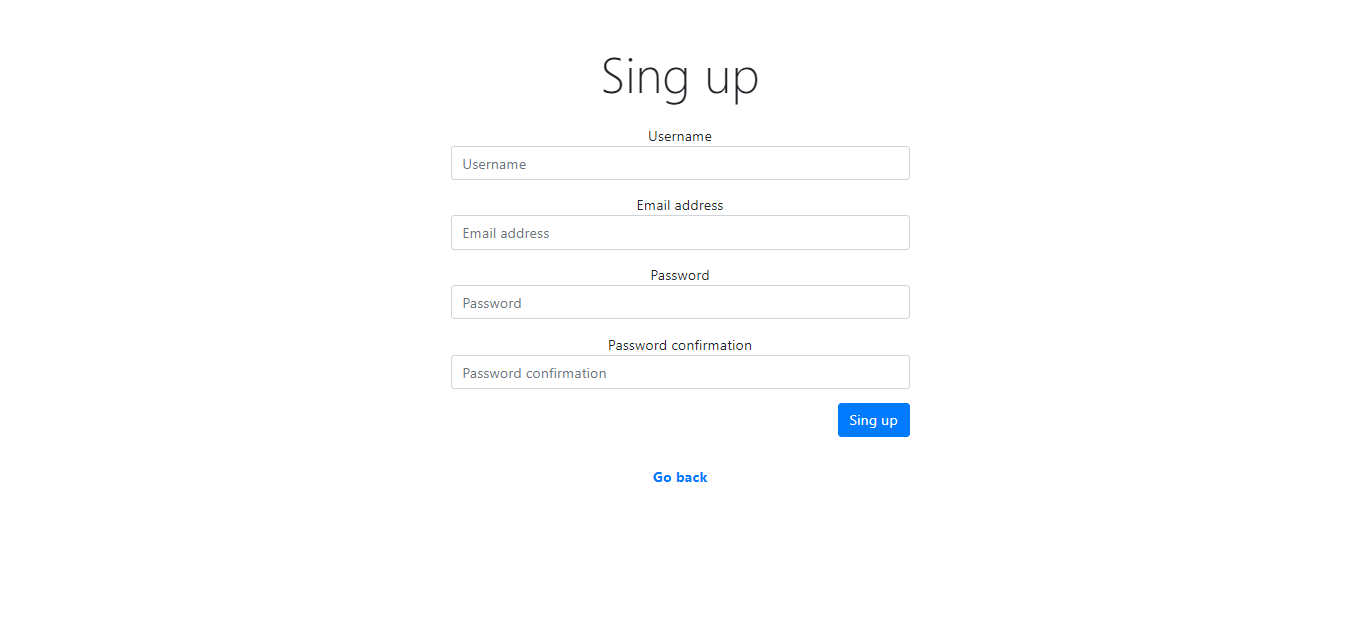 Sing up
Username
Username
Email address
Email address
Password
Password
Password confirmation
Password confirmation
Sing up
Go back